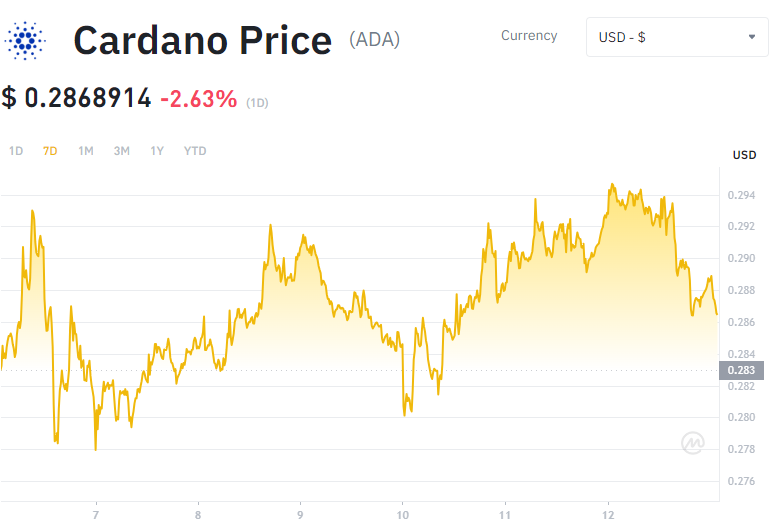 Cardano Price (ADA)
Currency
USD - $
$ 0.2868914 -2.63% (1D)
1D 7D 1M 3M 1Y YTD
USD
0.294
0.292
0.290
0.288
0.286
0.284
0.283
0.282
0.280
0.278
0.276
7 8 9 10 11 12